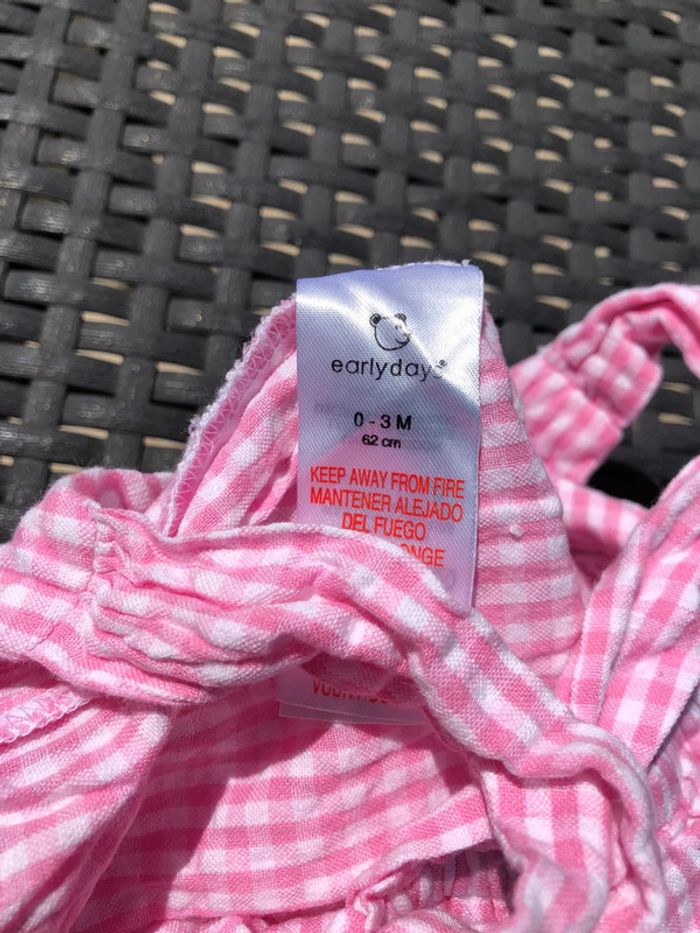 earlydays
0 - 3 M
62 cm
KEEP AWAY FROM FIRE
MANTENER ALEJADO
DEL FUEGO